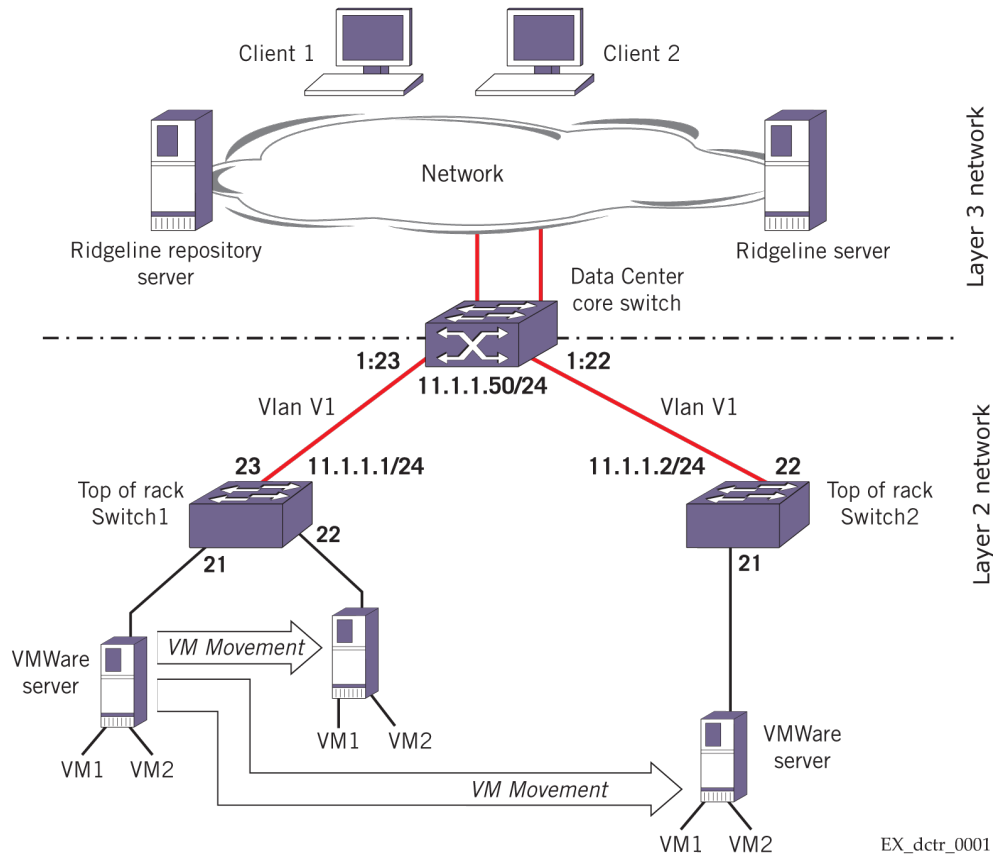 Client 1
Client 2
Network
Ridgeline repository
server
Ridgeline server
Layer 3 network
Data Center
core switch
1:23
1:22
11.1.1.50/24
Vlan V1
Vlan V1
23
11.1.1.1/24
11.1.1.2/24
22
Top of rack
Switch1
Top of rack
Switch2
Layer 2 network
22
21
21
VM Movement
VMWare
server
VM1
VM2
VM1
VM2
VMWare
server
VM Movement
VM1
VM2
EX_dctr_0001